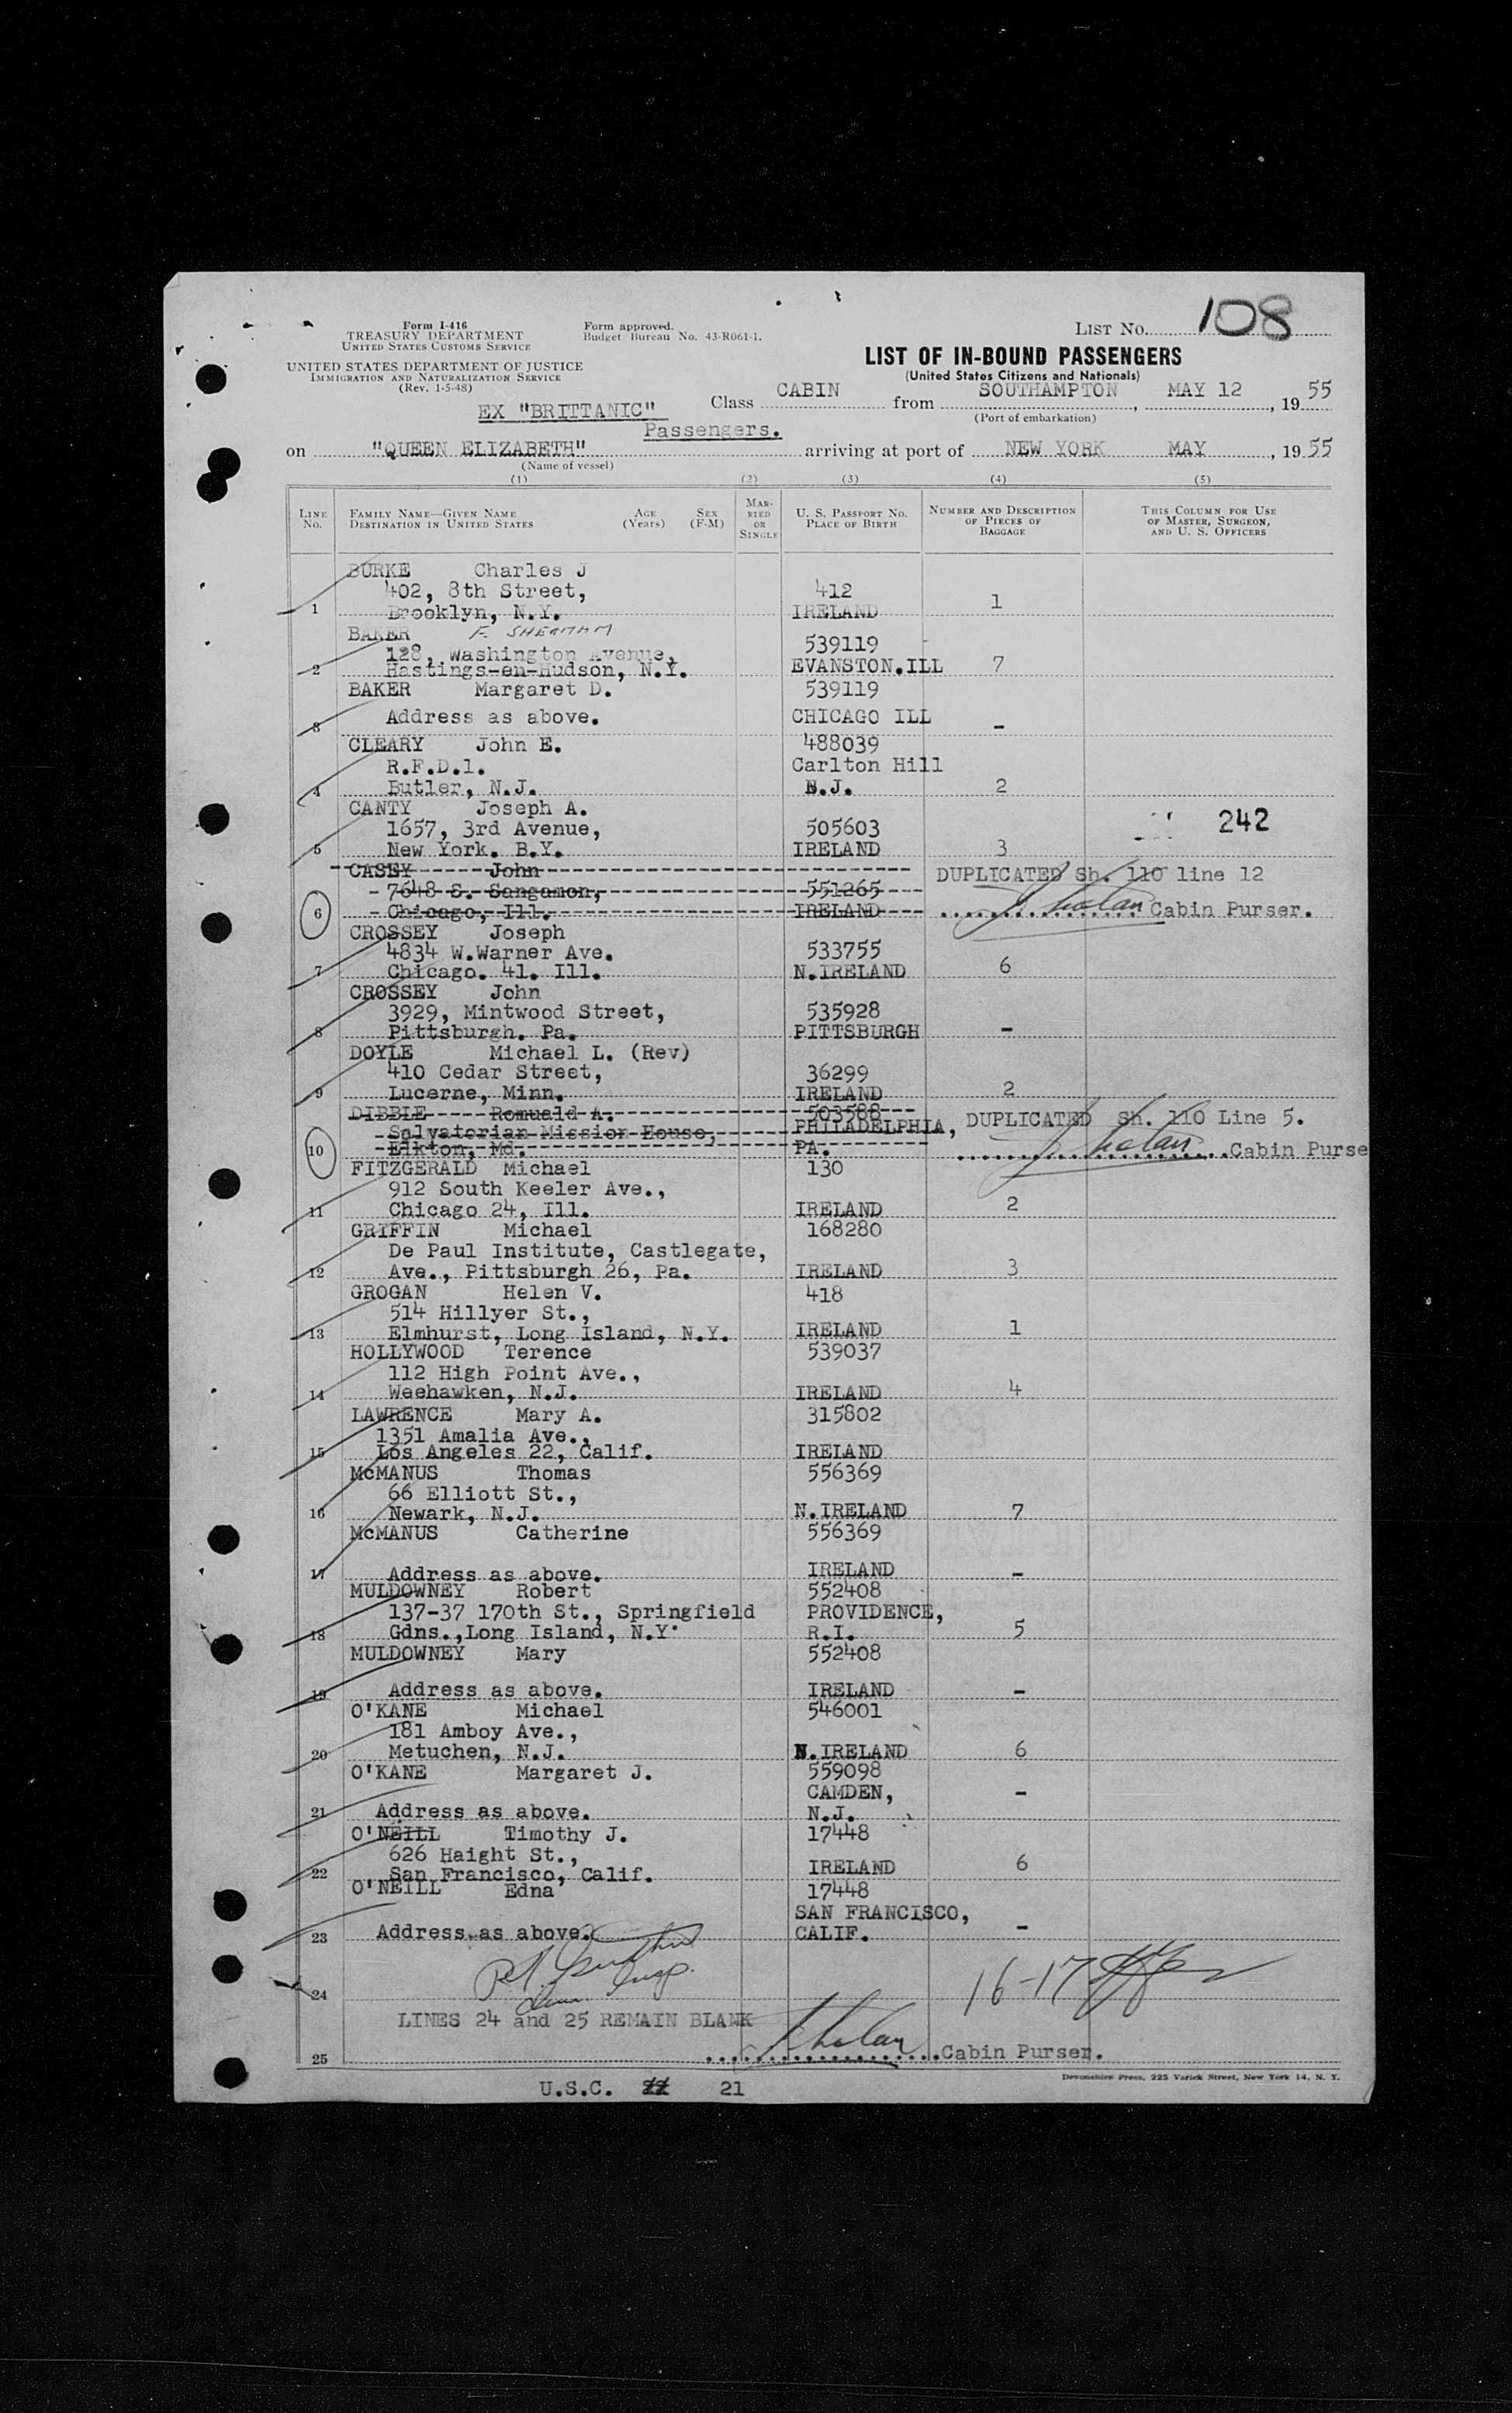 Form I-416
TREASURY DEPARTMENT
UNITED STATES CUSTOMS SERVICE
UNITED STATES DEPARTMENT OF JUSTICE
IMMIGRATION AND NATURALIZATION SERVICE
(Rev. 1-5-48)
Form approved.
Budget Bureau No. 43-R061-1.
LIST No. 108
LIST OF IN-BOUND PASSENGERS
(United States Citizens and Nationals)
EX "BRITTANIC" Passengers.
Class CABIN from SOUTHAMPTON, MAY 12, 1955
(Port of embarkation)
on "QUEEN ELIZABETH" arriving at port of NEW YORK MAY, 1955
(Name of vessel)
(1) (2) (3) (4) (5)
LINE No.
FAMILY NAME—GIVEN NAME AGE (Years) SEX (F-M)
DESTINATION IN UNITED STATES
MARRIED OR SINGLE
U. S. PASSPORT NO.
PLACE OF BIRTH
NUMBER AND DESCRIPTION OF PIECES OF BAGGAGE
THIS COLUMN FOR USE OF MASTER, SURGEON, AND U. S. OFFICERS
BURKE Charles J
402, 8th Street, 412
1 Brooklyn, N.Y. IRELAND 1
BAKER F. SHERMAN
128, Washington Avenue, 539119
2 Hastings-en-Hudson, N.Y. EVANSTON.ILL 7
BAKER Margaret D. 539119
3 Address as above. CHICAGO ILL -
CLEARY John E. 488039
R.F.D.1. Carlton Hill
4 Butler, N.J. N.J. 2
CANTY Joseph A.
1657, 3rd Avenue, 505603 242
5 New York. B.Y. IRELAND 3
CASEY John DUPLICATED Sh. 110 line 12
7648 S. Sangamon, 551265
6 Chicago, Ill. IRELAND Cabin Purser.
CROSSEY Joseph
4834 W.Warner Ave. 533755
7 Chicago. 41. Ill. N.IRELAND 6
CROSSEY John
3929, Mintwood Street, 535928
8 Pittsburgh. Pa. PITTSBURGH -
DOYLE Michael L. (Rev)
410 Cedar Street, 36299
9 Lucerne, Minn. IRELAND 2
DIBBLE Romuald A. 503588
Salvatorian Mission House, PHILADELPHIA, DUPLICATED Sh. 110 Line 5.
10 Elkton, Md. PA. Cabin Purse
FITZGERALD Michael 130
912 South Keeler Ave.,
11 Chicago 24, Ill. IRELAND 2
GRIFFIN Michael 168280
De Paul Institute, Castlegate,
12 Ave., Pittsburgh 26, Pa. IRELAND 3
GROGAN Helen V. 418
514 Hillyer St.,
13 Elmhurst, Long Island, N.Y. IRELAND 1
HOLLYWOOD Terence 539037
112 High Point Ave.,
14 Weehawken, N.J. IRELAND 4
LAWRENCE Mary A. 315802
1351 Amalia Ave.,
15 Los Angeles 22, Calif. IRELAND
McMANUS Thomas 556369
66 Elliott St.,
16 Newark, N.J. N.IRELAND 7
McMANUS Catherine 556369
17 Address as above. IRELAND -
MULDOWNEY Robert 552408
137-37 170th St., Springfield PROVIDENCE,
18 Gdns.,Long Island, N.Y. R.I. 5
MULDOWNEY Mary 552408
19 Address as above. IRELAND -
O'KANE Michael 546001
181 Amboy Ave.,
20 Metuchen, N.J. N.IRELAND 6
O'KANE Margaret J. 559098
CAMDEN, -
21 Address as above. N.J.
O'NEILL Timothy J. 17448
626 Haight St.,
22 San Francisco, Calif. IRELAND 6
O'NEILL Edna 17448
SAN FRANCISCO,
23 Address as above. CALIF. -
Insp.
24 16-17
LINES 24 and 25 REMAIN BLANK
25 Cabin Purser.
U.S.C. 22 21
Devonshire Press, 225 Varick Street, New York 14, N. Y.